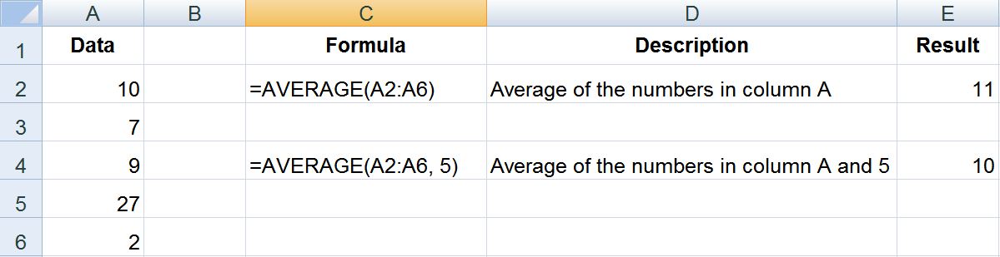 A B C D E
1 Data Formula Description Result
2 10 =AVERAGE(A2:A6) Average of the numbers in column A 11
3 7
4 9 =AVERAGE(A2:A6, 5) Average of the numbers in column A and 5 10
5 27
6 2